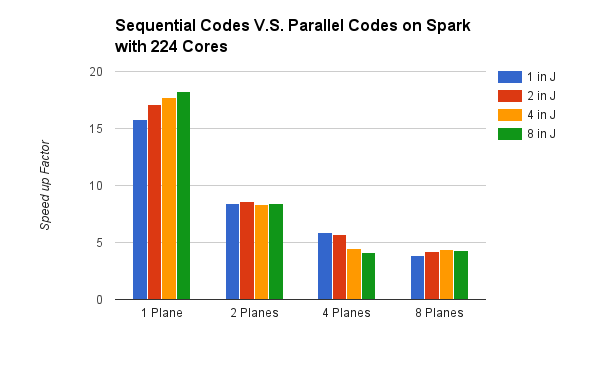 Sequential Codes V.S. Parallel Codes on Spark
with 224 Cores
20
15
10
5
0
Speed up Factor
1 Plane
2 Planes
4 Planes
8 Planes
1 in J
2 in J
4 in J
8 in J